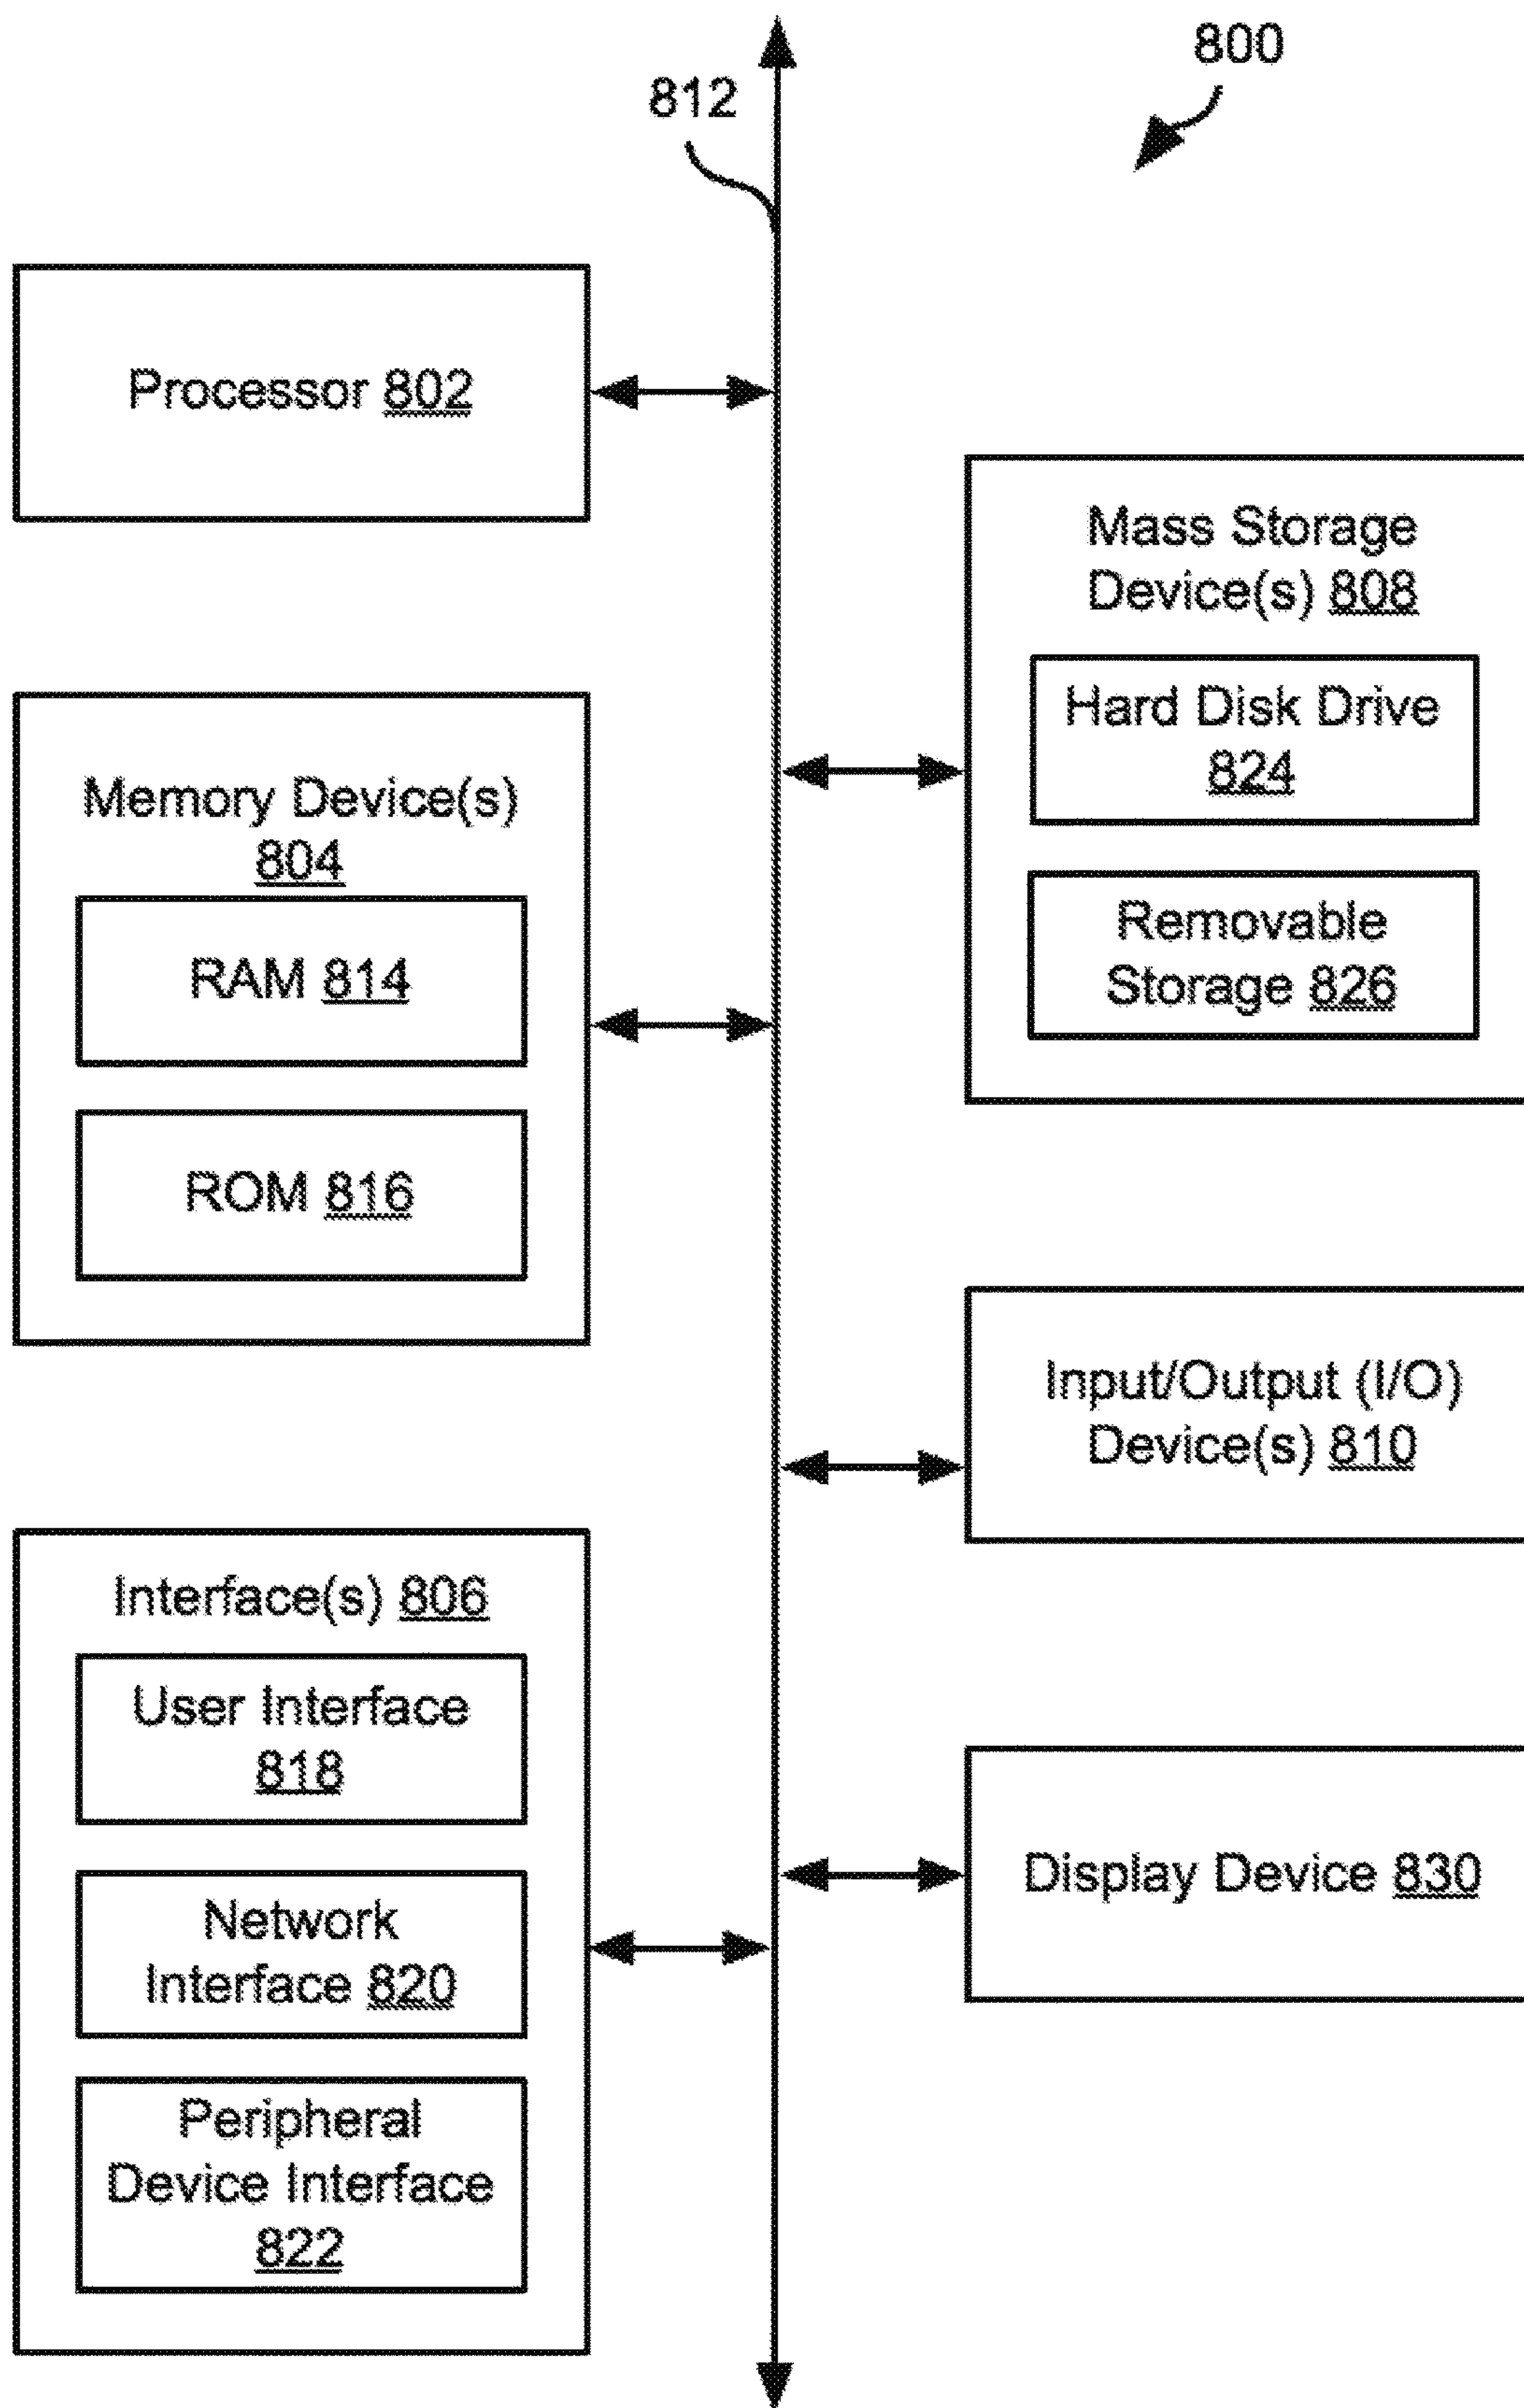 800
812
Processor 802
Mass Storage
Device(s) 808
Hard Disk Drive
824
Removable
Storage 826
Memory Device(s)
804
RAM 814
ROM 816
Input/Output (I/O)
Device(s) 810
Interface(s) 806
User Interface
818
Network
Interface 820
Peripheral
Device Interface
822
Display Device 830